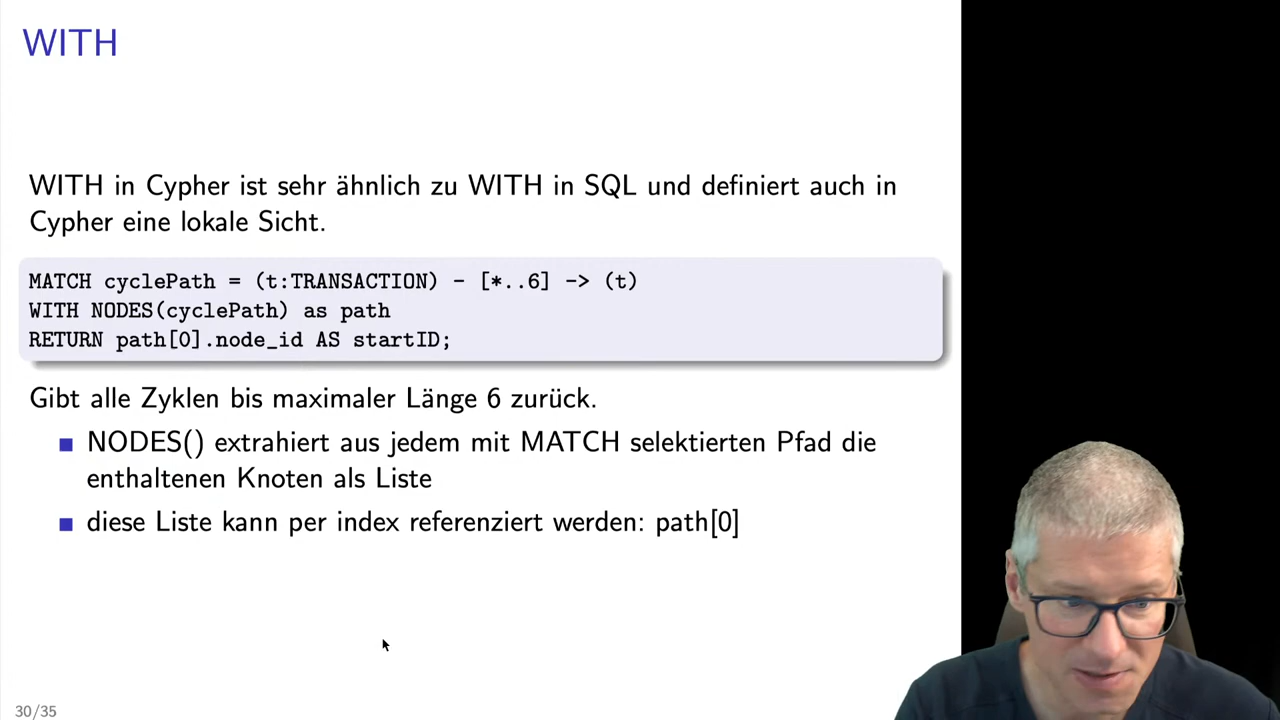 WITH
WITH in Cypher ist sehr ähnlich zu WITH in SQL und definiert auch in
Cypher eine lokale Sicht.
MATCH cyclePath = (t:TRANSACTION) - [*..6] -> (t)
WITH NODES(cyclePath) as path
RETURN path[0].node_id AS startID;
Gibt alle Zyklen bis maximaler Länge 6 zurück.
NODES() extrahiert aus jedem mit MATCH selektierten Pfad die
enthaltenen Knoten als Liste
diese Liste kann per index referenziert werden: path[0]
30/35